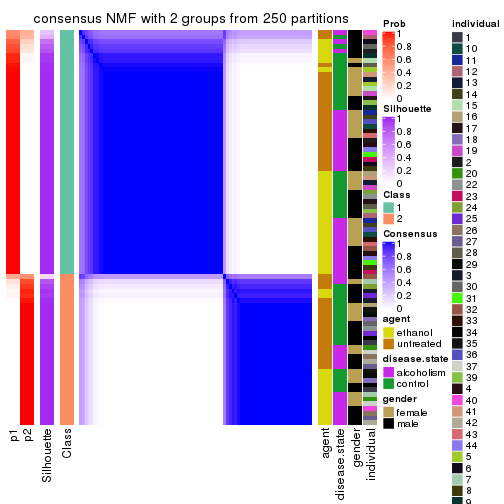 consensus NMF with 2 groups from 250 partitions
p1
p2
Silhouette
Class
agent
disease.state
gender
individual
Prob
1
0.8
0.6
0.4
0.2
0
Silhouette
1
0.8
0.6
0.4
0.2
0
Class
1
2
Consensus
1
0.8
0.6
0.4
0.2
0
agent
ethanol
untreated
disease.state
alcoholism
control
gender
female
male
individual
1
10
11
12
13
14
15
16
17
18
19
2
20
22
23
24
25
26
27
28
29
3
30
31
32
33
34
35
36
37
39
4
40
41
42
43
44
5
6
7
8
9